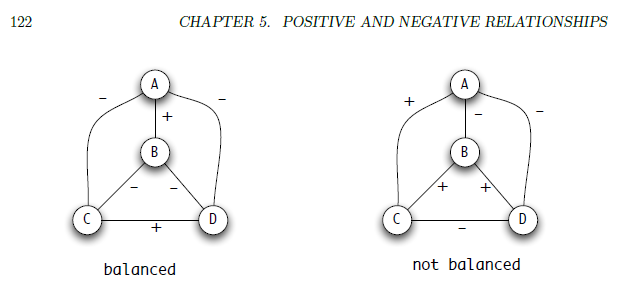 122 CHAPTER 5. POSITIVE AND NEGATIVE RELATIONSHIPS
A A
- + - + - -
B B
- - + +
C D C D
+ -
balanced not balanced